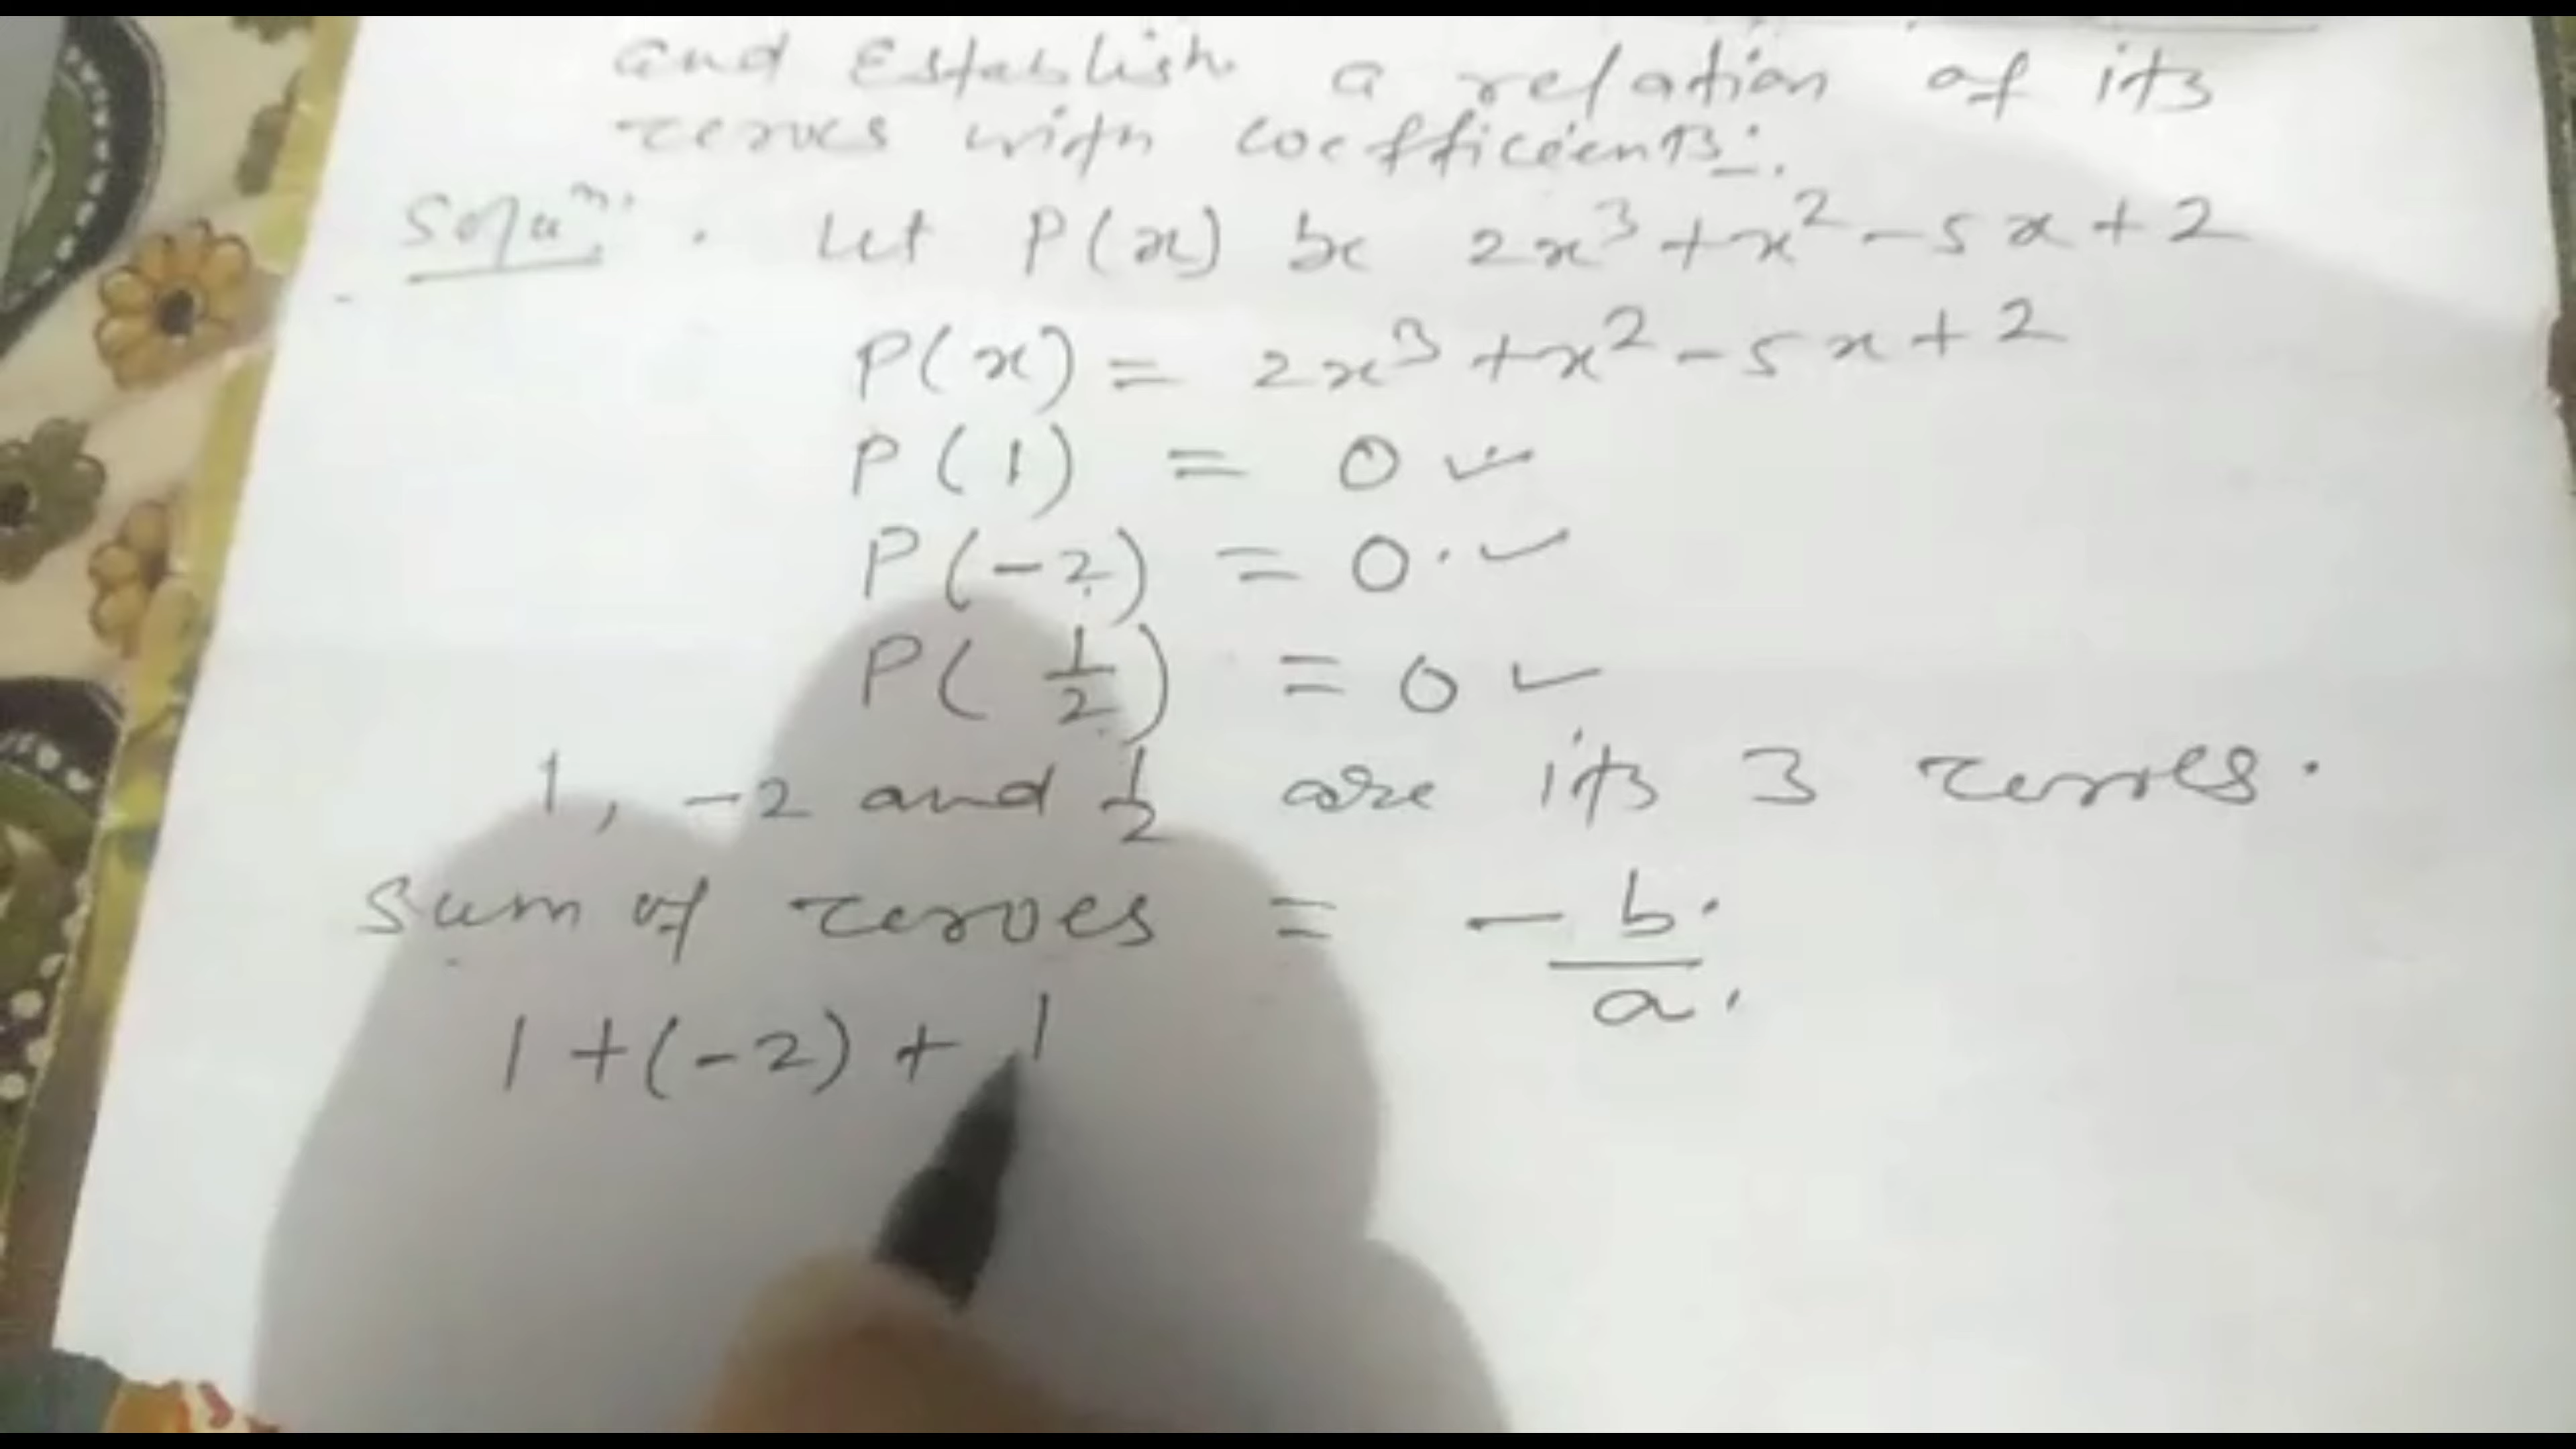 and Establish a relation of its
zeroes with coefficients:.
Soluⁿ. Let P(x) be 2x³+x²-5x+2
P(x) = 2x³+x²-5x+2
P(1) = 0 ✓
P(-2) = 0. ✓
P(1/2) = 0 ✓
1, -2 and 1/2 are its 3 zeroes.
Sum of zeroes = -b/a.
1+(-2)+1